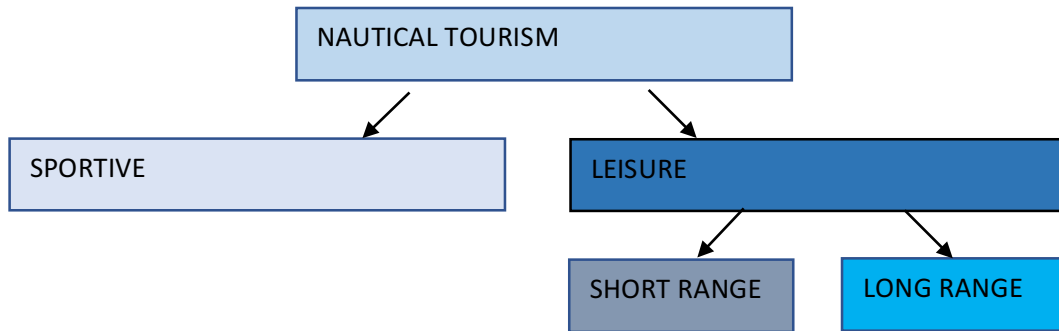 NAUTICAL TOURISM
SPORTIVE
LEISURE
SHORT RANGE
LONG RANGE